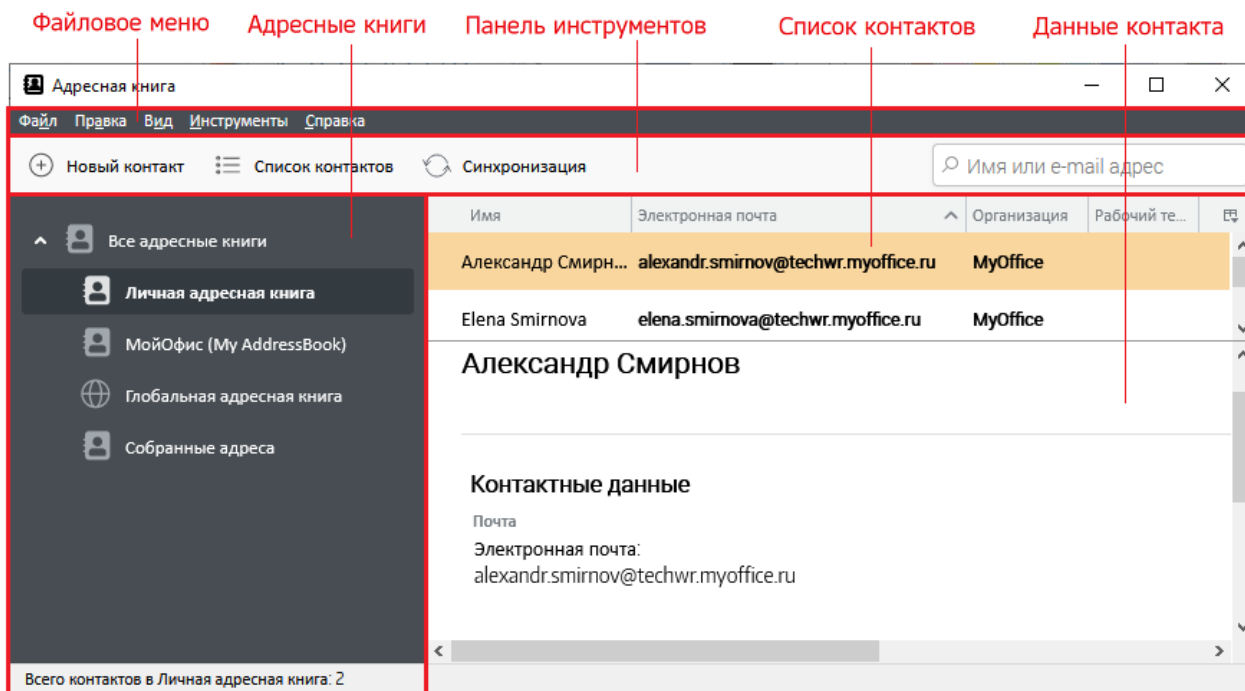 Файловое меню Адресные книги Панель инструментов Список контактов Данные контакта
Адресная книга
Файл Правка Вид Инструменты Справка
Новый контакт Список контактов Синхронизация Имя или e-mail адрес
Имя Электронная почта Организация Рабочий те...
Все адресные книги
Александр Смирн... alexandr.smirnov@techwr.myoffice.ru MyOffice
Личная адресная книга
Elena Smirnova elena.smirnova@techwr.myoffice.ru MyOffice
МойОфис (My AddressBook)
Александр Смирнов
Глобальная адресная книга
Собранные адреса
Контактные данные
Почта
Электронная почта:
alexandr.smirnov@techwr.myoffice.ru
Всего контактов в Личная адресная книга: 2